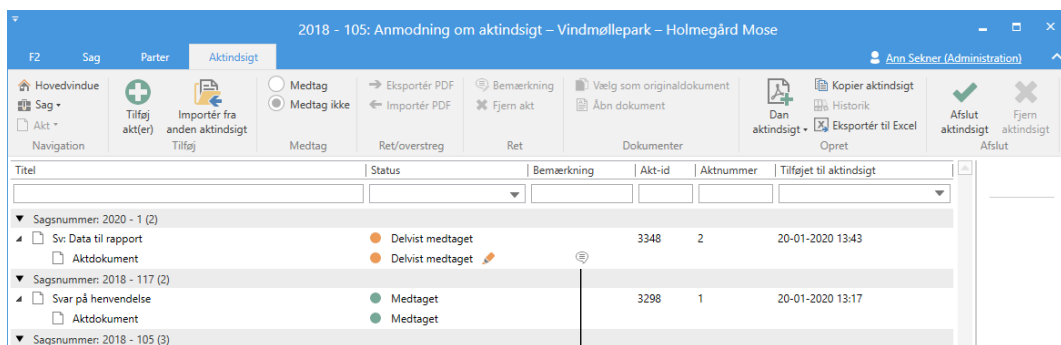 2018 - 105: Anmodning om aktindsigt – Vindmøllepark – Holmegård Mose
F2 Sag Parter Aktindsigt Ann Sekner (Administration)
Hovedvindue
Sag
Akt
Navigation
Tilføj
akt(er)
Importér fra
anden aktindsigt
Tilføj
Medtag
Medtag ikke
Medtag
Eksportér PDF
Importér PDF
Ret/overstreg
Bemærkning
Fjern akt
Ret
Vælg som originaldokument
Åbn dokument
Dokumenter
Dan
aktindsigt
Kopier aktindsigt
Historik
Eksportér til Excel
Opret
Afslut
aktindsigt
Fjern
aktindsigt
Afslut
Titel Status Bemærkning Akt-id Aktnummer Tilføjet til aktindsigt
Sagsnummer: 2020 - 1 (2)
Sv: Data til rapport Delvist medtaget 3348 2 20-01-2020 13:43
Aktdokument Delvist medtaget
Sagsnummer: 2018 - 117 (2)
Svar på henvendelse Medtaget 3298 1 20-01-2020 13:17
Aktdokument Medtaget
Sagsnummer: 2018 - 105 (3)